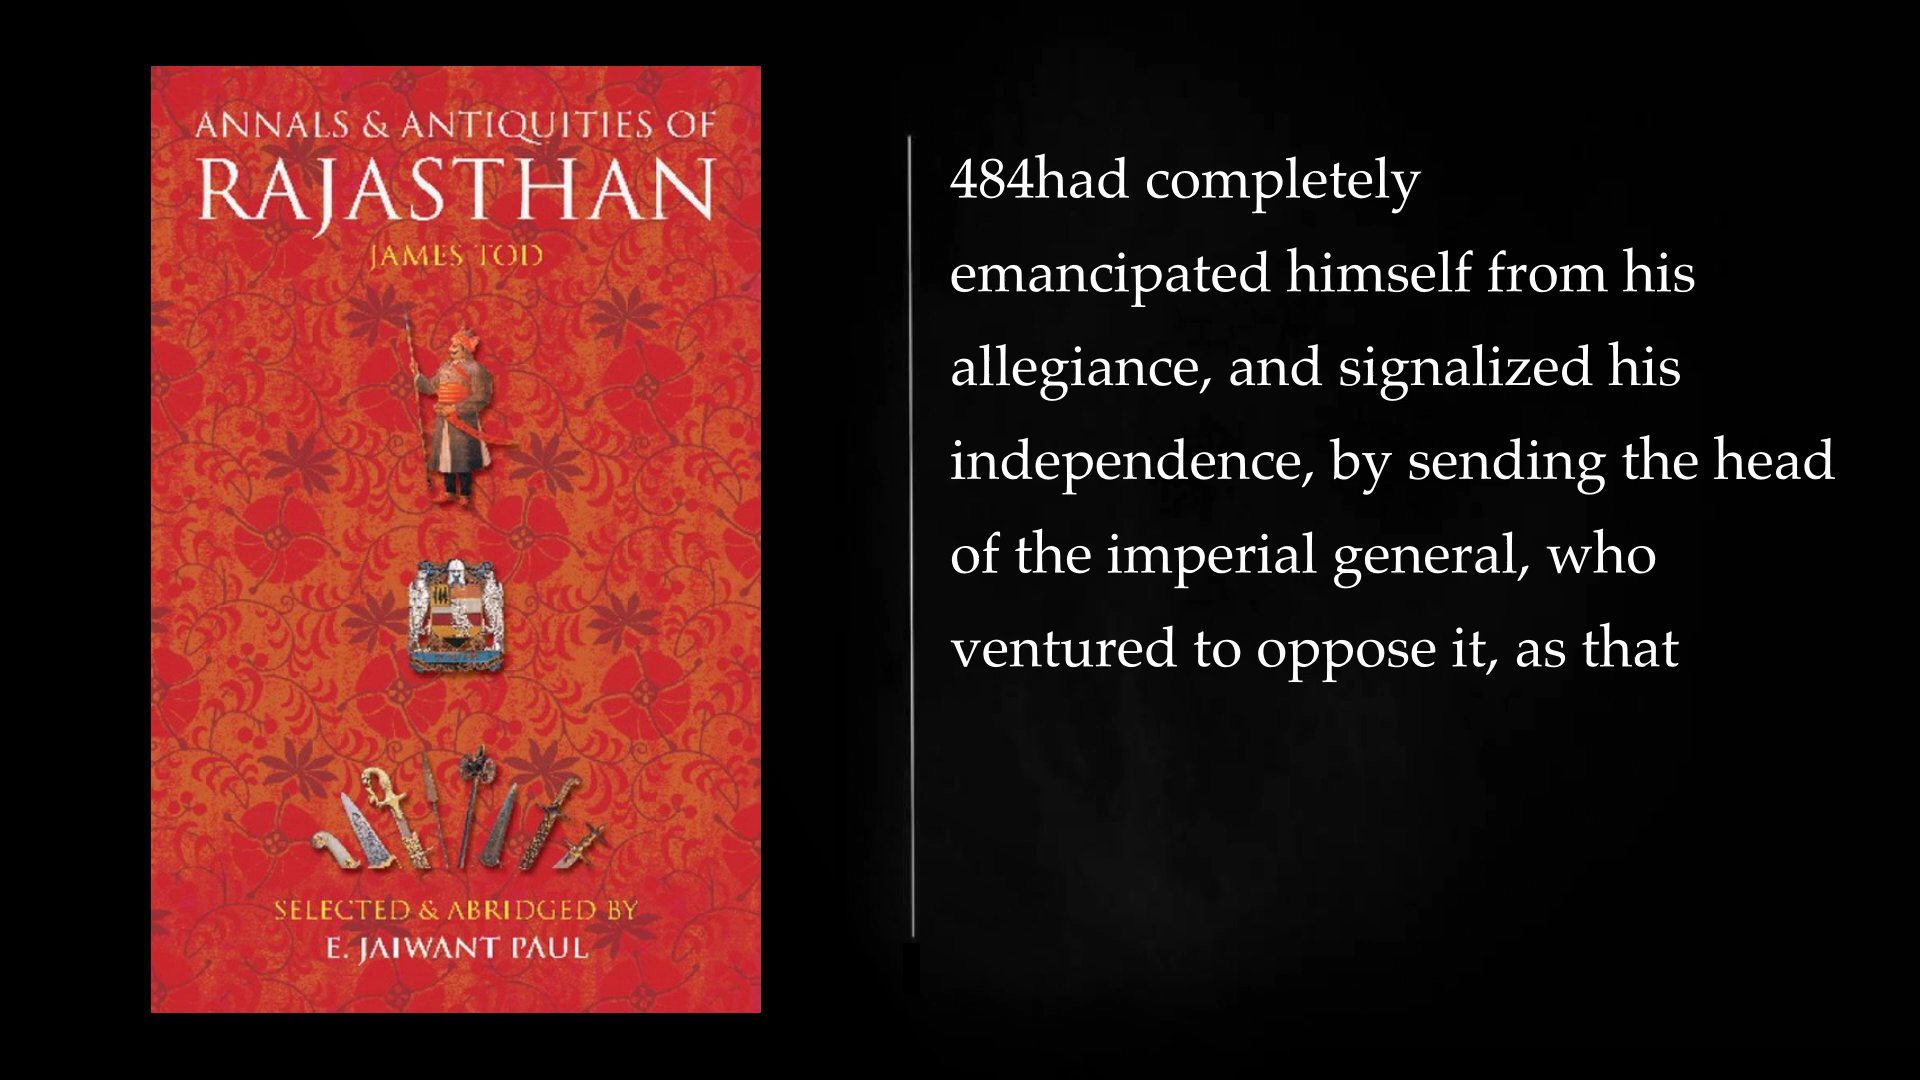 ANNALS & ANTIQUITIES OF
RAJASTHAN
JAMES TOD
SELECTED & ABRIDGED BY
E. JAIWANT PAUL
484had completely
emancipated himself from his
allegiance, and signalized his
independence, by sending the head
of the imperial general, who
ventured to oppose it, as that